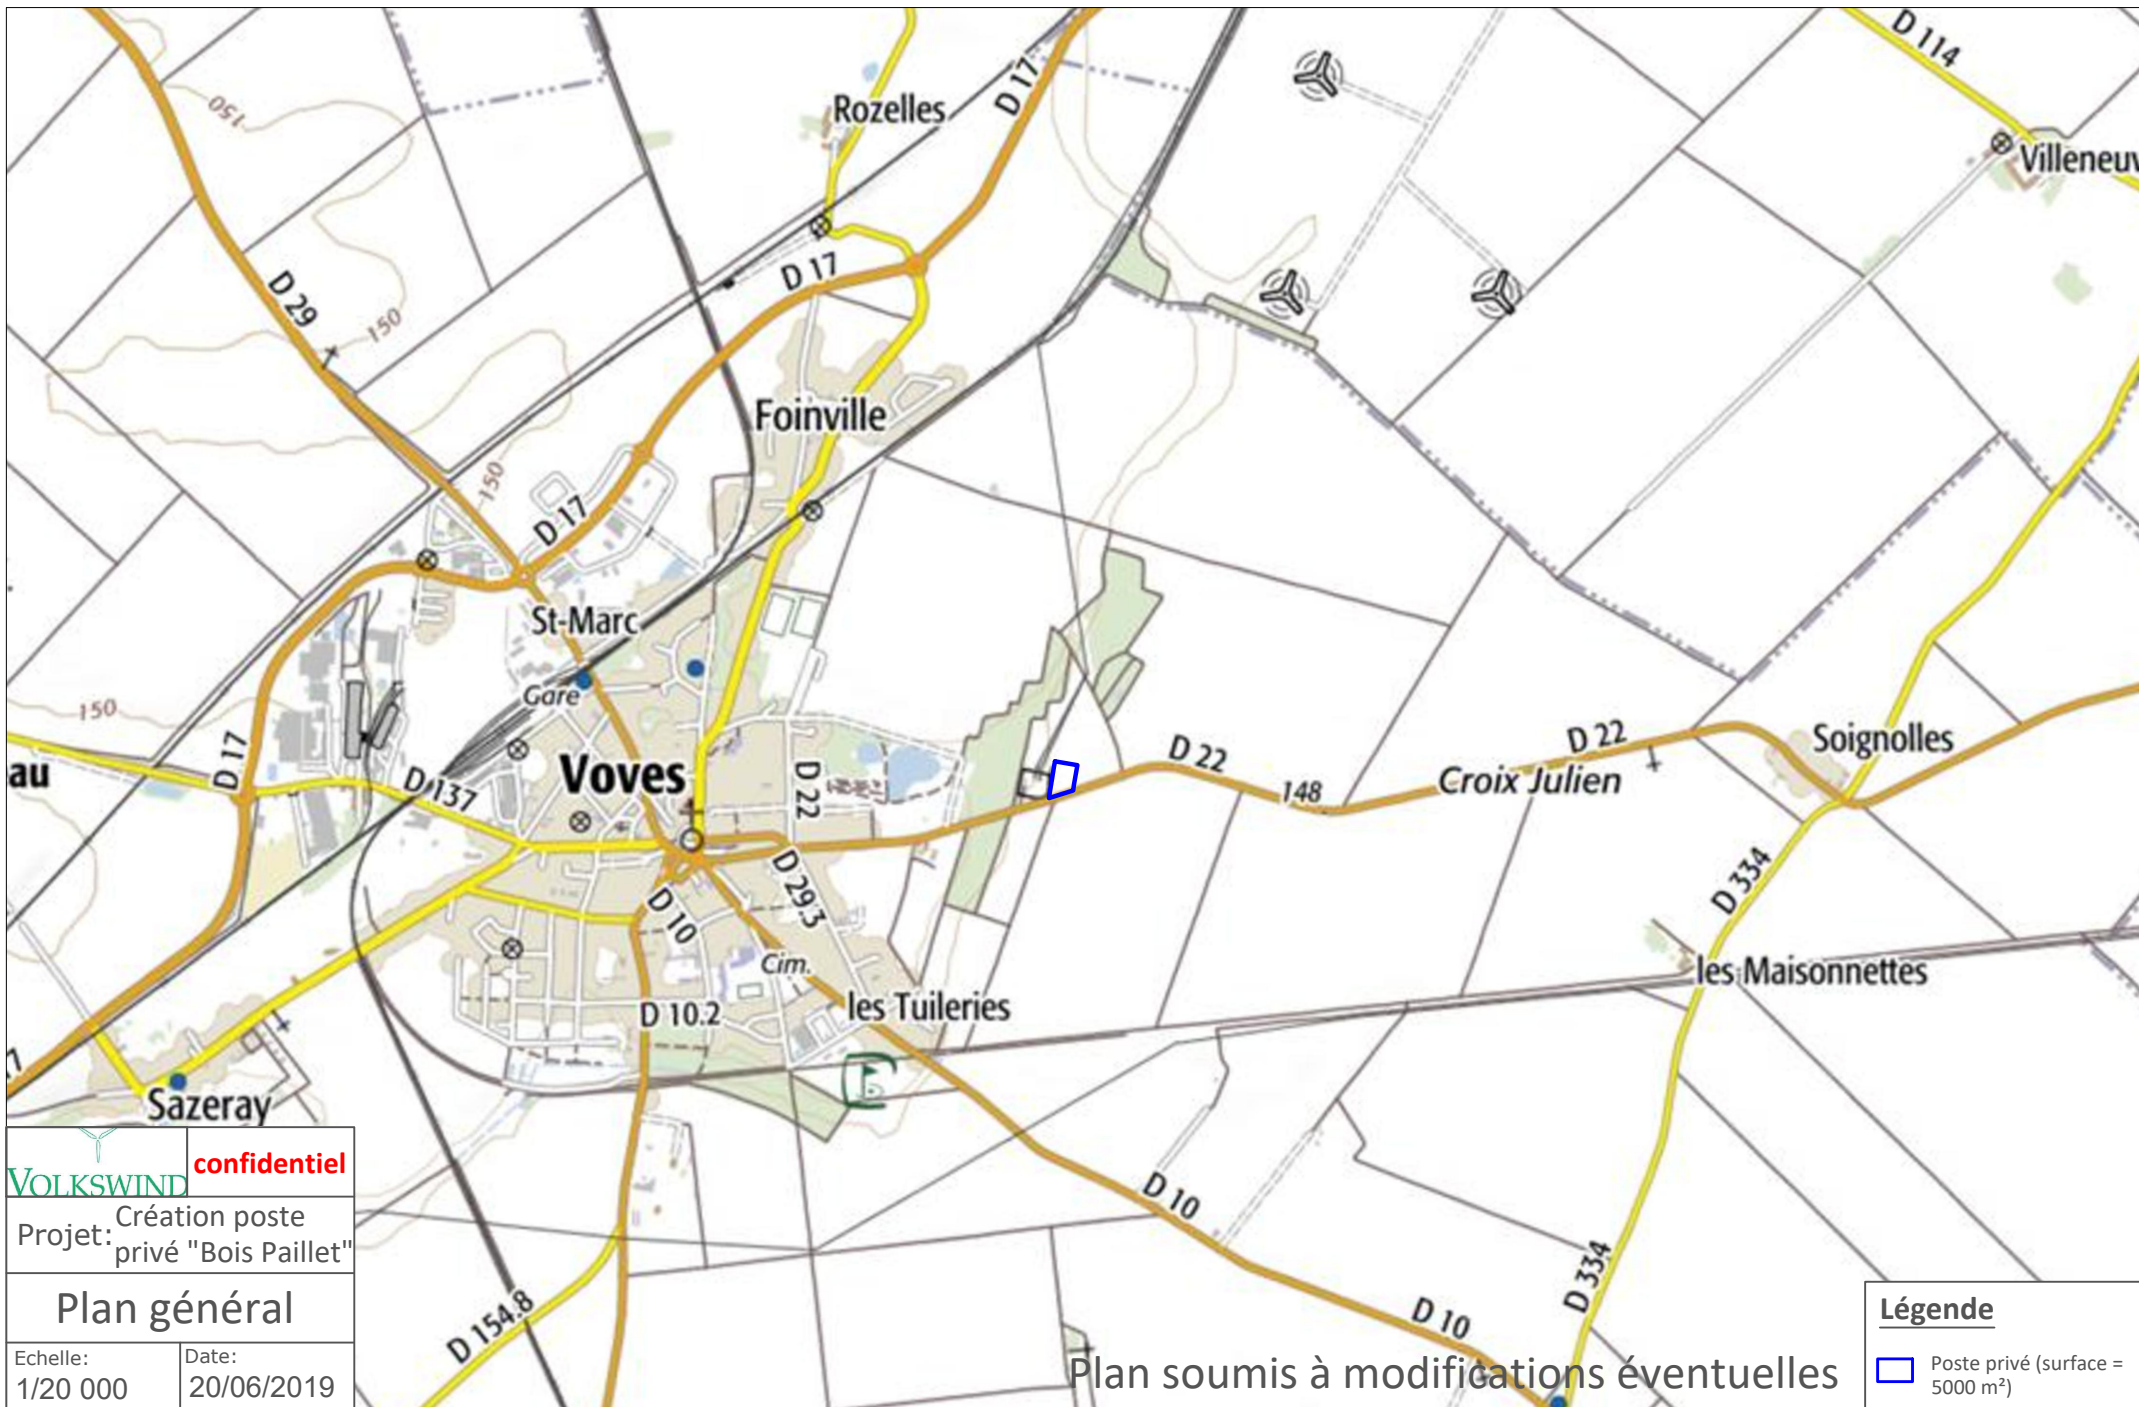 D 114
Rozelles
D 17
Villeneuv
150
D 29
D 17
150
Foinville
150
D 17
St-Marc
Gare
150
D 17
au
D 137
Voves
D 22
D 22
148
D 22
Croix Julien
Soignolles
D 29.3
D 10
D 334
Cim.
les Tuileries
les Maisonnettes
D 10.2
7
Sazeray
D 10
D 334
D 154.8
D 10
VOLKSWIND
confidentiel
Projet: Création poste
privé "Bois Paillet"
Plan général
Echelle:
1/20 000
Date:
20/06/2019
Plan soumis à modifications éventuelles
Légende
Poste privé (surface =
5000 m²)